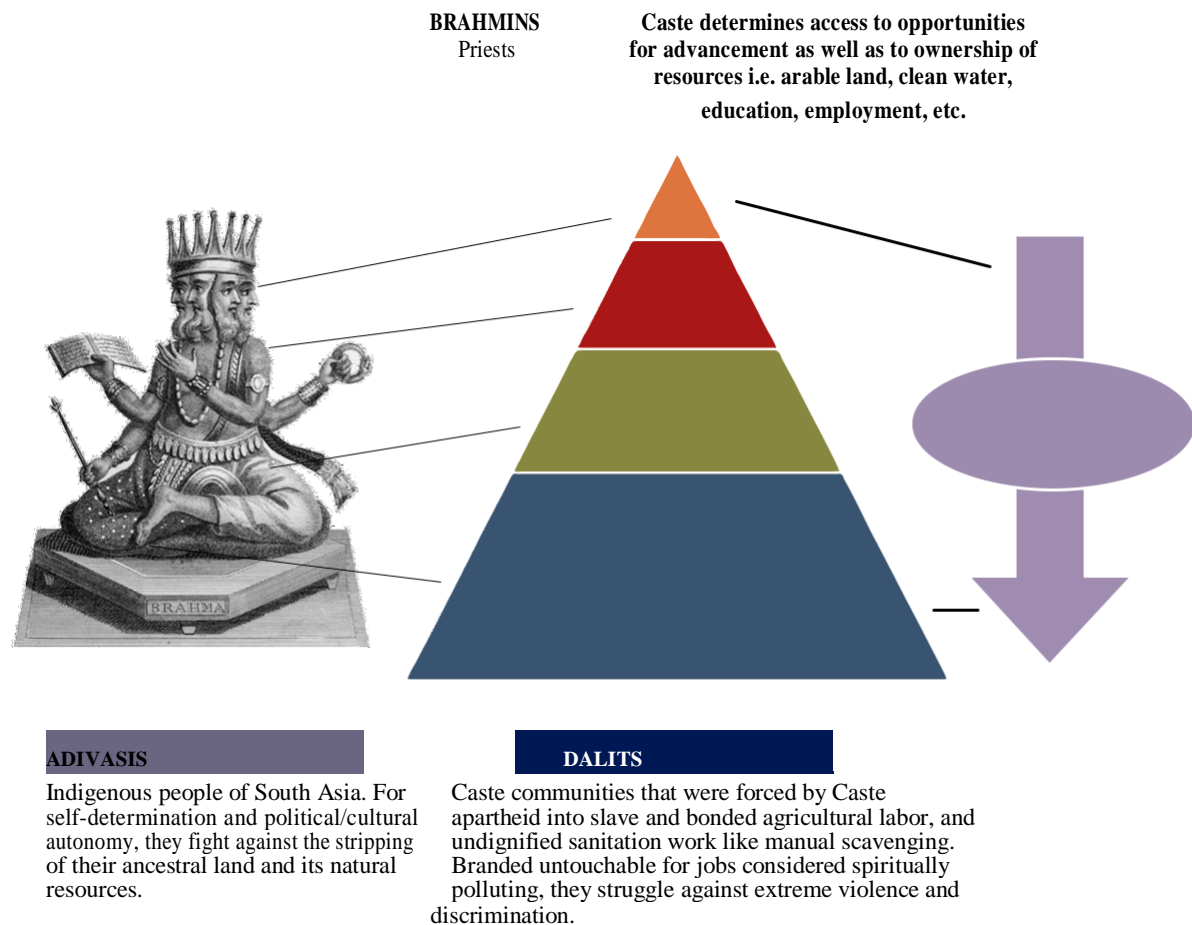 BRAHMINS
Priests
Caste determines access to opportunities
for advancement as well as to ownership of
resources i.e. arable land, clean water,
education, employment, etc.
BRAHMA
ADIVASIS
Indigenous people of South Asia. For
self-determination and political/cultural
autonomy, they fight against the stripping
of their ancestral land and its natural
resources.
DALITS
Caste communities that were forced by Caste
apartheid into slave and bonded agricultural labor, and
undignified sanitation work like manual scavenging.
Branded untouchable for jobs considered spiritually
polluting, they struggle against extreme violence and
discrimination.